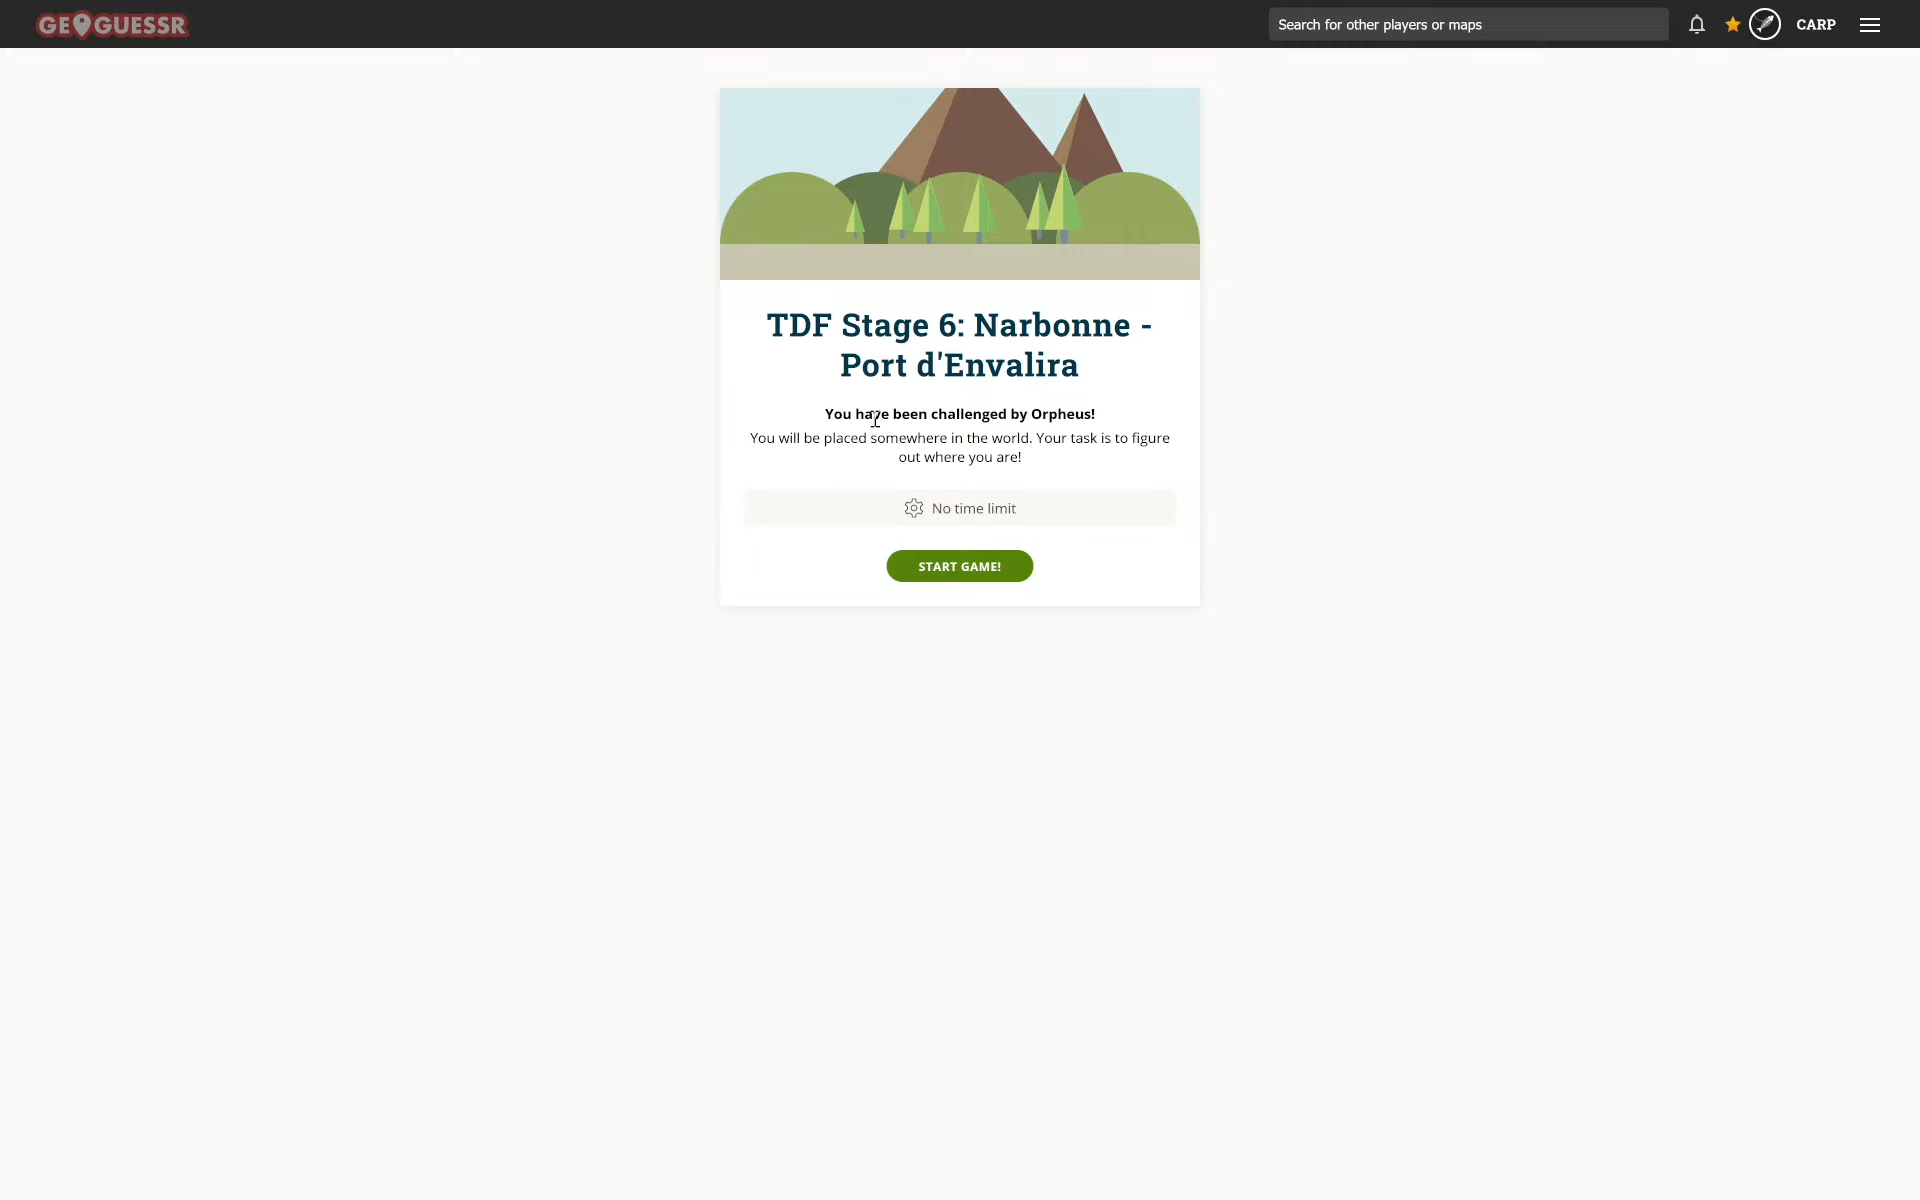 GEOGUESSR
Search for other players or maps
CARP
TDF Stage 6: Narbonne -
Port d'Envalira
You have been challenged by Orpheus!
You will be placed somewhere in the world. Your task is to figure
out where you are!
No time limit
START GAME!